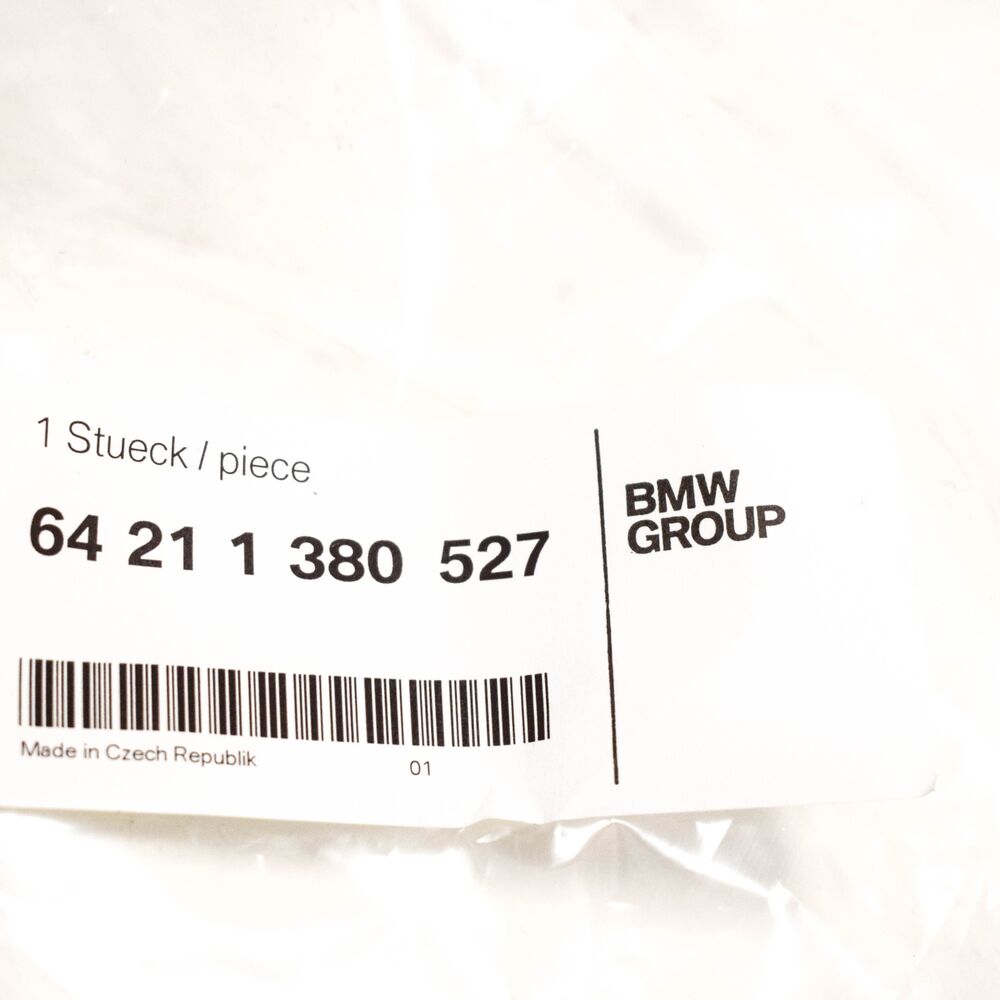 1 Stueck / piece
64 21 1 380 527
BMW
GROUP
Made in Czech Republik
01